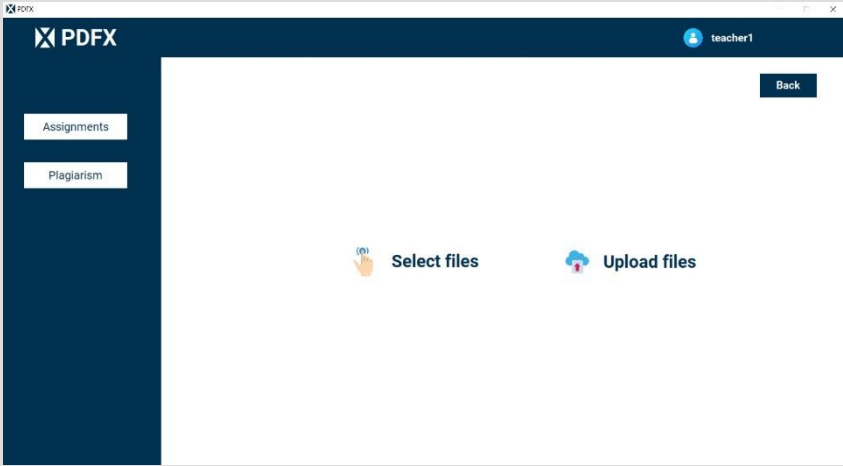 PDFX
PDFX
teacher1
Back
Assignments
Plagiarism
Select files
Upload files